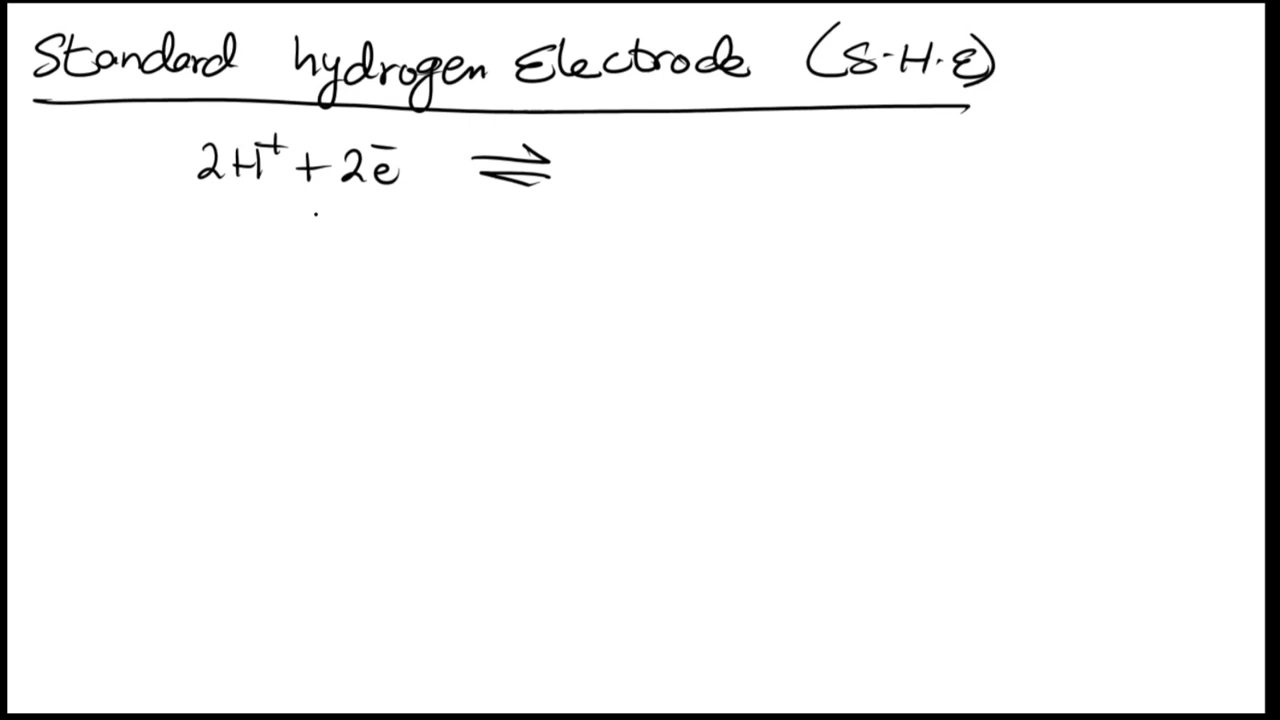 Standard hydrogen Electrode (S.H.E)
2H⁺ + 2e̅ ⇌